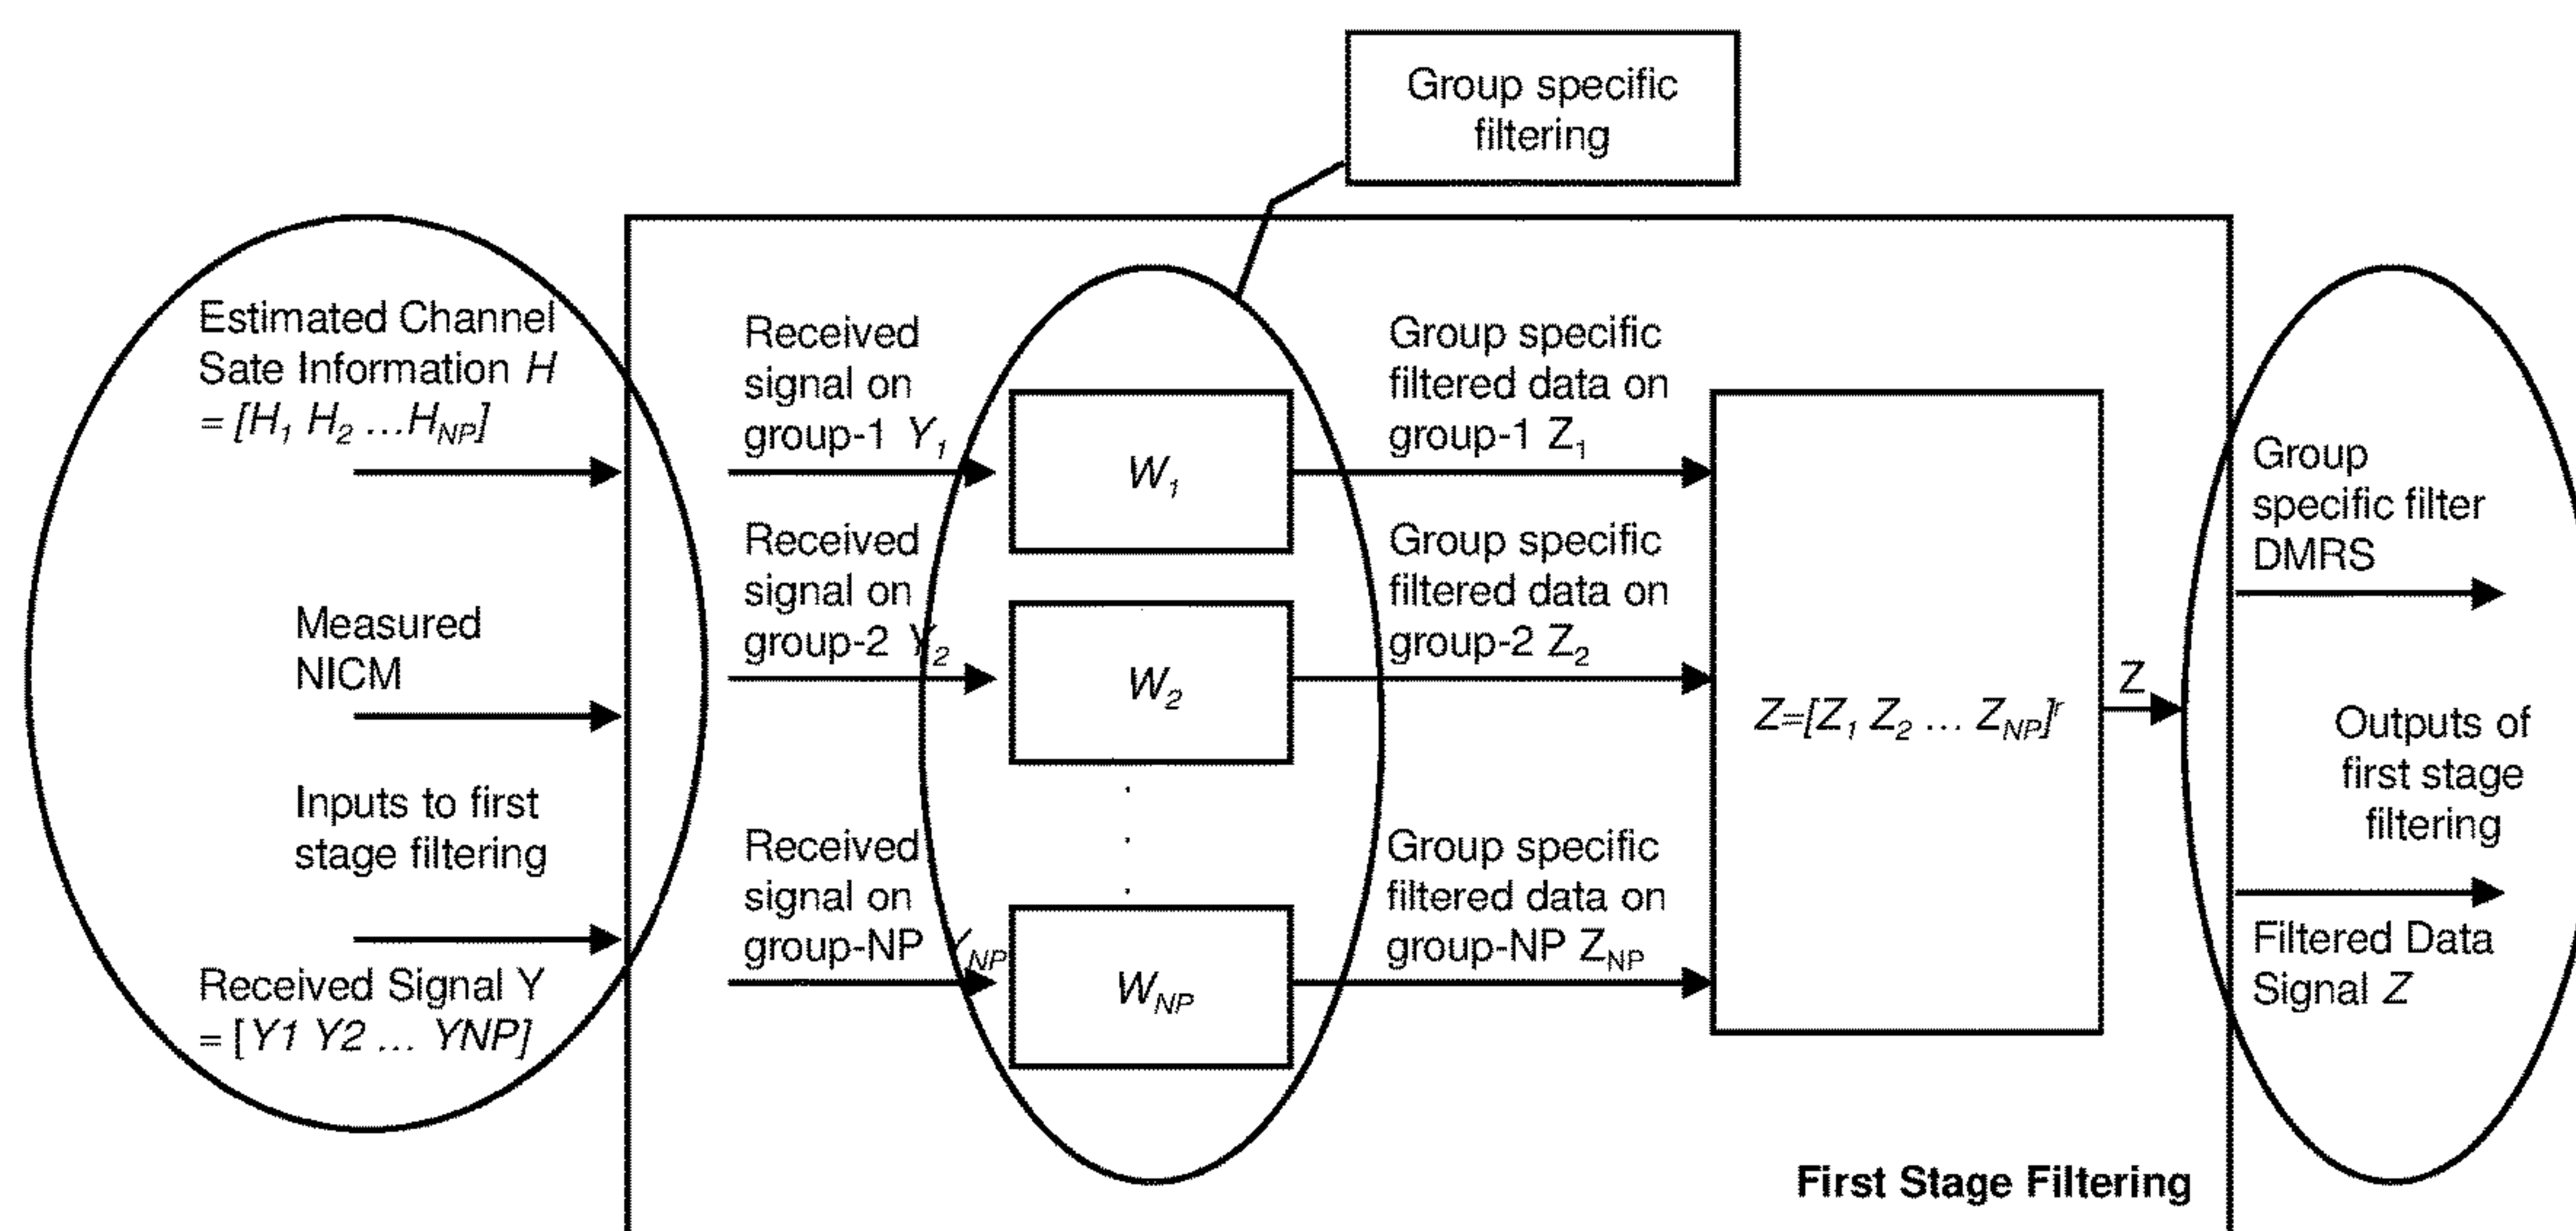 Group specific
filtering
Estimated Channel
Sate Information H
= [H1 H2 ...HNP]
Measured
NICM
Inputs to first
stage filtering
Received Signal Y
= [Y1 Y2 ... YNP]
Received
signal on
group-1 Y1
Received
signal on
group-2 Y2
Received
signal on
group-NP YNP
W1
W2
WNP
Group specific
filtered data on
group-1 Z1
Group specific
filtered data on
group-2 Z2
Group specific
filtered data on
group-NP ZNP
Z=[Z1 Z2 ... ZNP]r
Z
Group
specific filter
DMRS
Outputs of
first stage
filtering
Filtered Data
Signal Z
First Stage Filtering